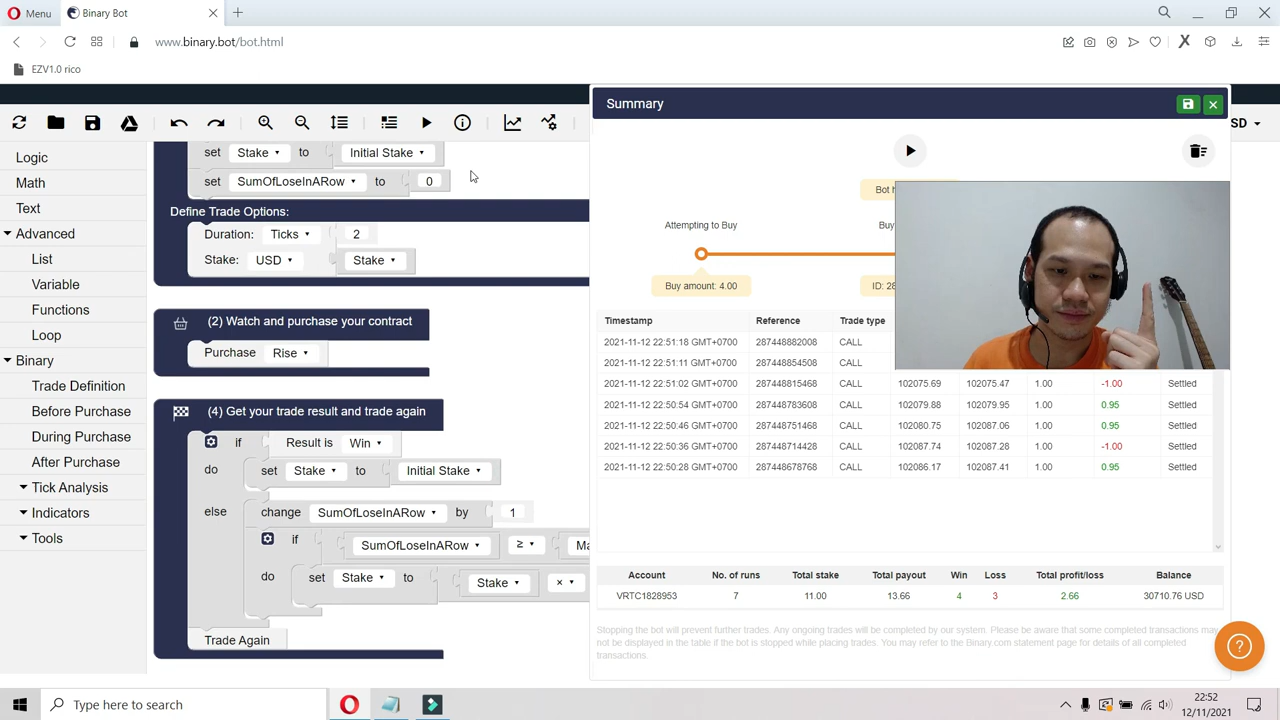 Menu
Binary Bot
www.binary.bot/bot.html
EZV1.0 rico
Summary
SD
Logic
Math
Text
Advanced
List
Variable
Functions
Loop
Binary
Trade Definition
Before Purchase
During Purchase
After Purchase
Tick Analysis
Indicators
Tools
set Stake to Initial Stake
set SumOfLoseInARow to 0
Define Trade Options:
Duration: Ticks 2
Stake: USD Stake
(2) Watch and purchase your contract
Purchase Rise
(4) Get your trade result and trade again
if Result is Win
do set Stake to Initial Stake
else change SumOfLoseInARow by 1
if SumOfLoseInARow ≥ Ma
do set Stake to Stake ×
Trade Again
Bot h
Attempting to Buy
Buy
Buy amount: 4.00
ID: 28
Timestamp Reference Trade type
2021-11-12 22:51:18 GMT+0700 287448882008 CALL
2021-11-12 22:51:11 GMT+0700 287448854508 CALL
2021-11-12 22:51:02 GMT+0700 287448815468 CALL 102075.69 102075.47 1.00 -1.00 Settled
2021-11-12 22:50:54 GMT+0700 287448783608 CALL 102079.88 102079.95 1.00 0.95 Settled
2021-11-12 22:50:46 GMT+0700 287448751468 CALL 102080.75 102087.06 1.00 0.95 Settled
2021-11-12 22:50:36 GMT+0700 287448714428 CALL 102087.74 102087.28 1.00 -1.00 Settled
2021-11-12 22:50:28 GMT+0700 287448678768 CALL 102086.17 102087.41 1.00 0.95 Settled
Account No. of runs Total stake Total payout Win Loss Total profit/loss Balance
VRTC1828953 7 11.00 13.66 4 3 2.66 30710.76 USD
Stopping the bot will prevent further trades. Any ongoing trades will be completed by our system. Please be aware that some completed transactions may
not be displayed in the table if the bot is stopped while placing trades. You may refer to the Binary.com statement page for details of all completed
transactions.
Type here to search
22:52
12/11/2021